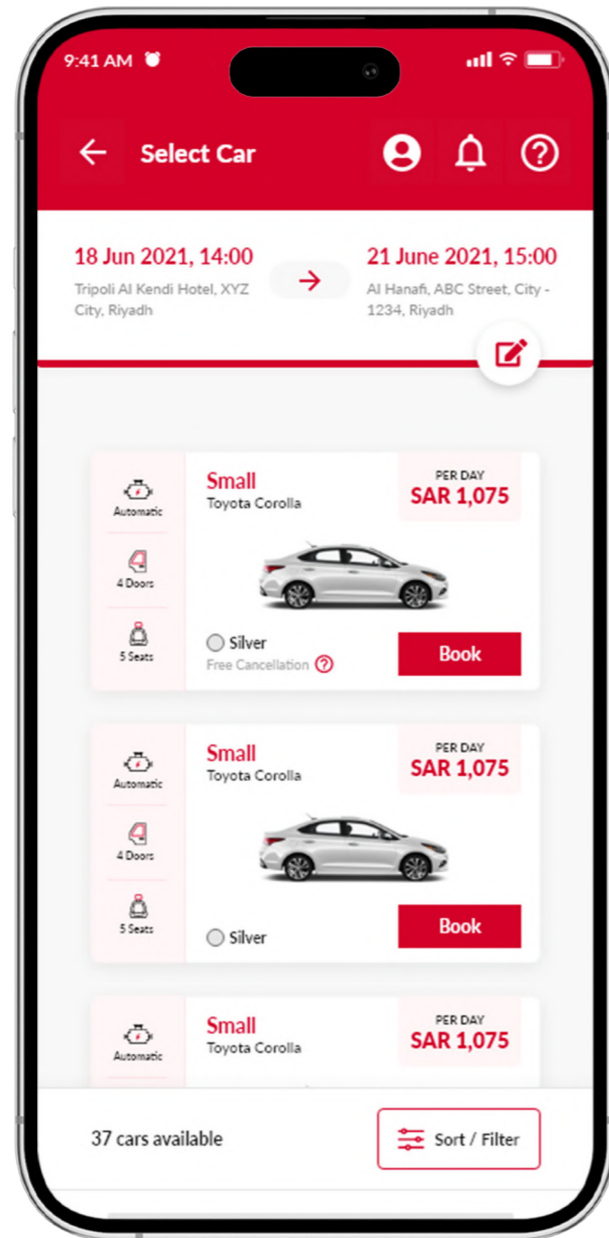 9:41 AM
Select Car
18 Jun 2021, 14:00
Tripoli Al Kendi Hotel, XYZ
City, Riyadh
21 June 2021, 15:00
Al Hanafi, ABC Street, City -
1234, Riyadh
Automatic
4 Doors
5 Seats
Small
Toyota Corolla
PER DAY
SAR 1,075
Silver
Free Cancellation
Book
Automatic
4 Doors
5 Seats
Small
Toyota Corolla
PER DAY
SAR 1,075
Silver
Book
Automatic
Small
Toyota Corolla
PER DAY
SAR 1,075
37 cars available
Sort / Filter